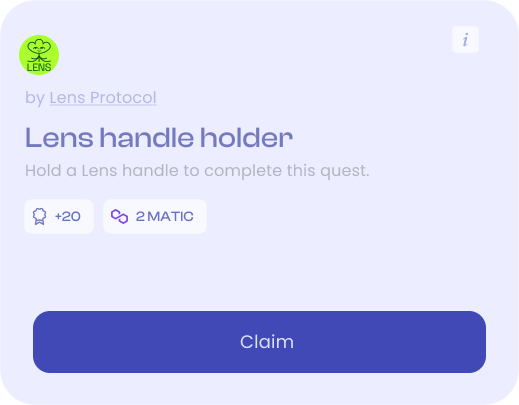 i
LENS
by Lens Protocol
Lens handle holder
Hold a Lens handle to complete this quest.
+20
2 MATIC
Claim